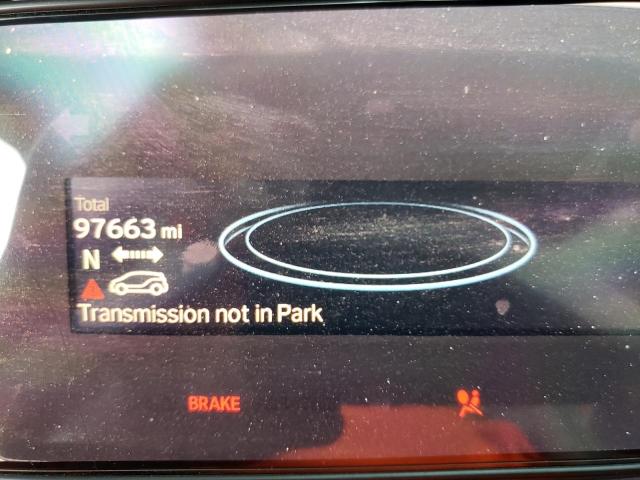 Total
97663 mi
N
Transmission not in Park
BRAKE